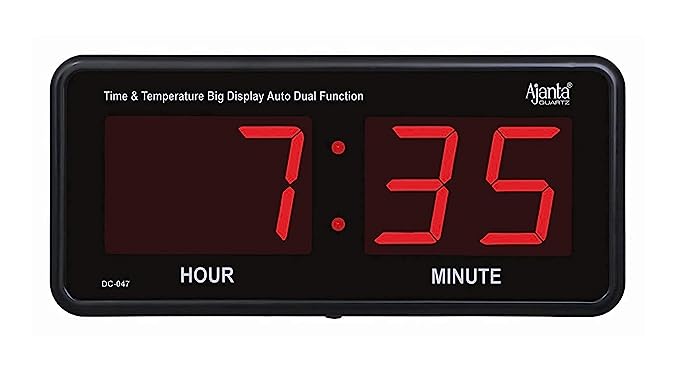 Time & Temperature Big Display Auto Dual Function
Ajanta®
QUARTZ
7:35
HOUR
MINUTE
DC-047